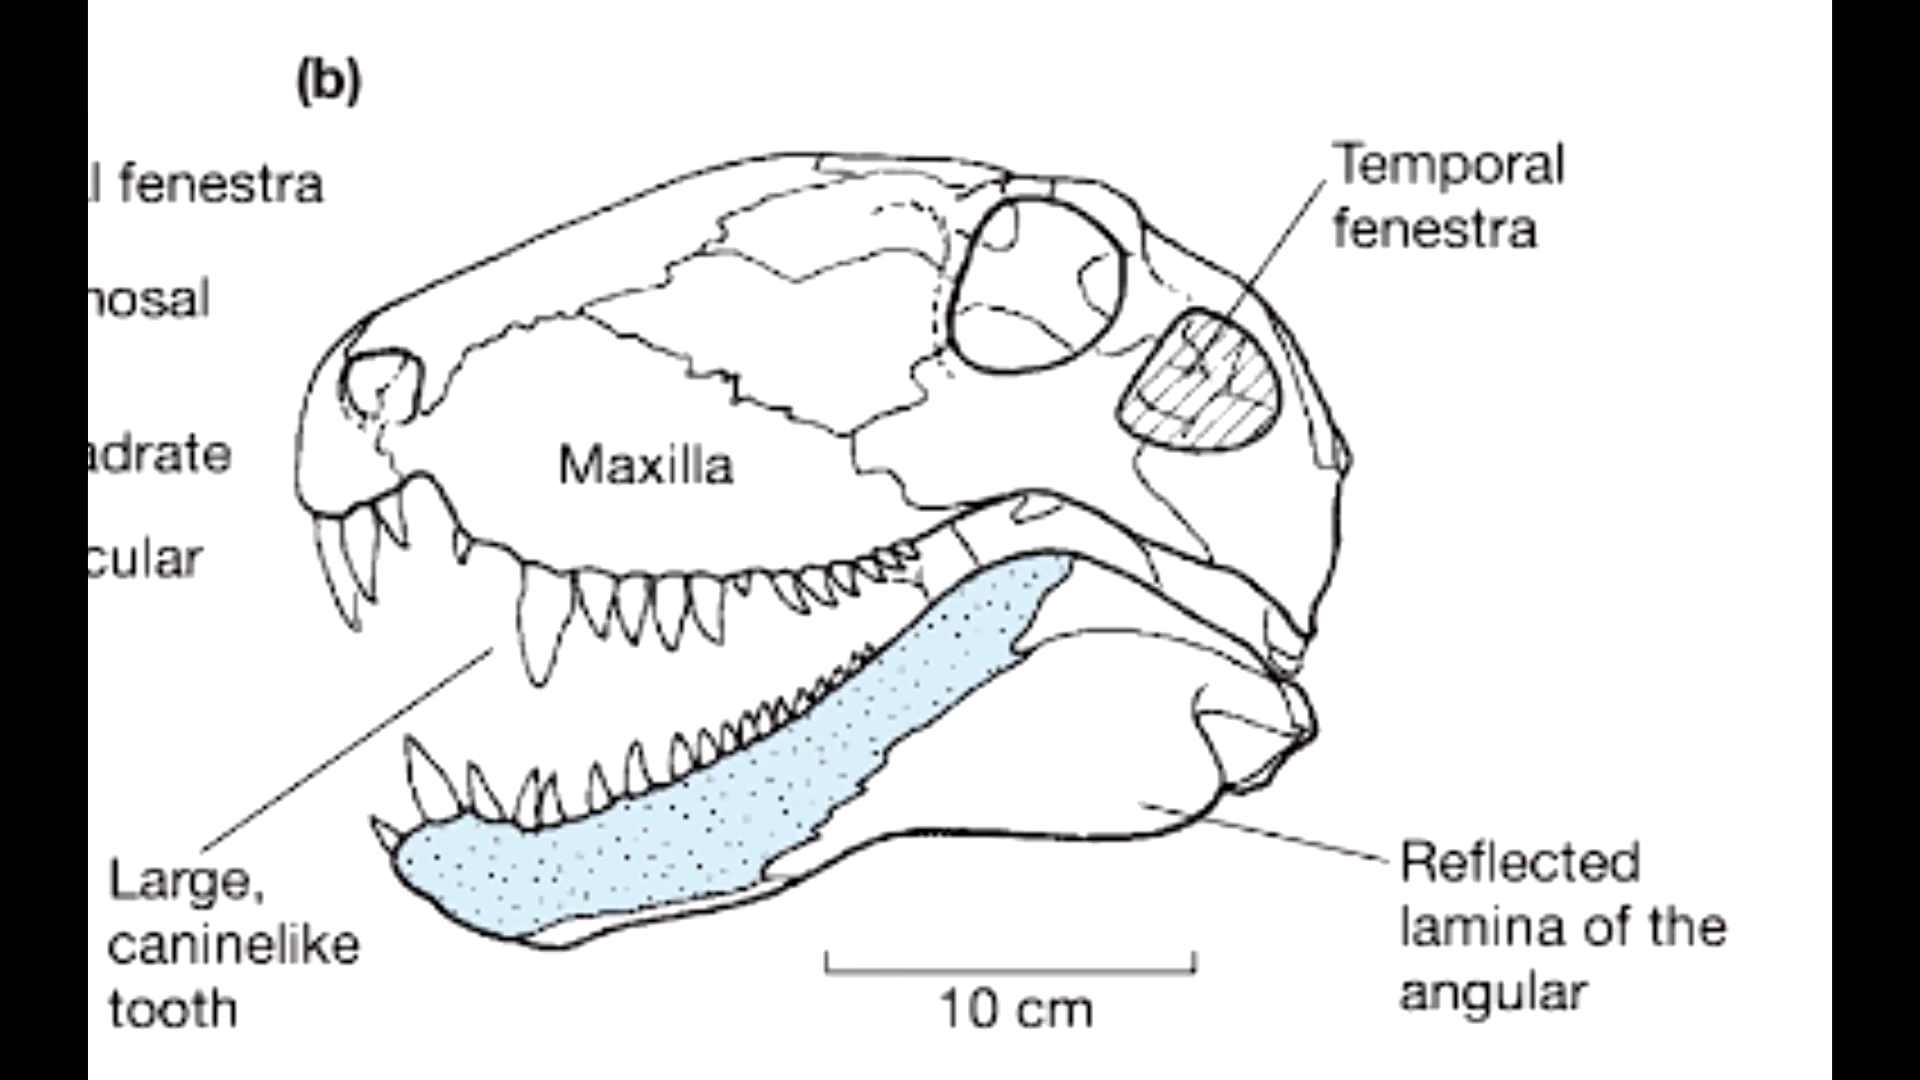 (b)
l fenestra
nosal
adrate
cular
Temporal
fenestra
Maxilla
Large,
caninelike
tooth
10 cm
Reflected
lamina of the
angular